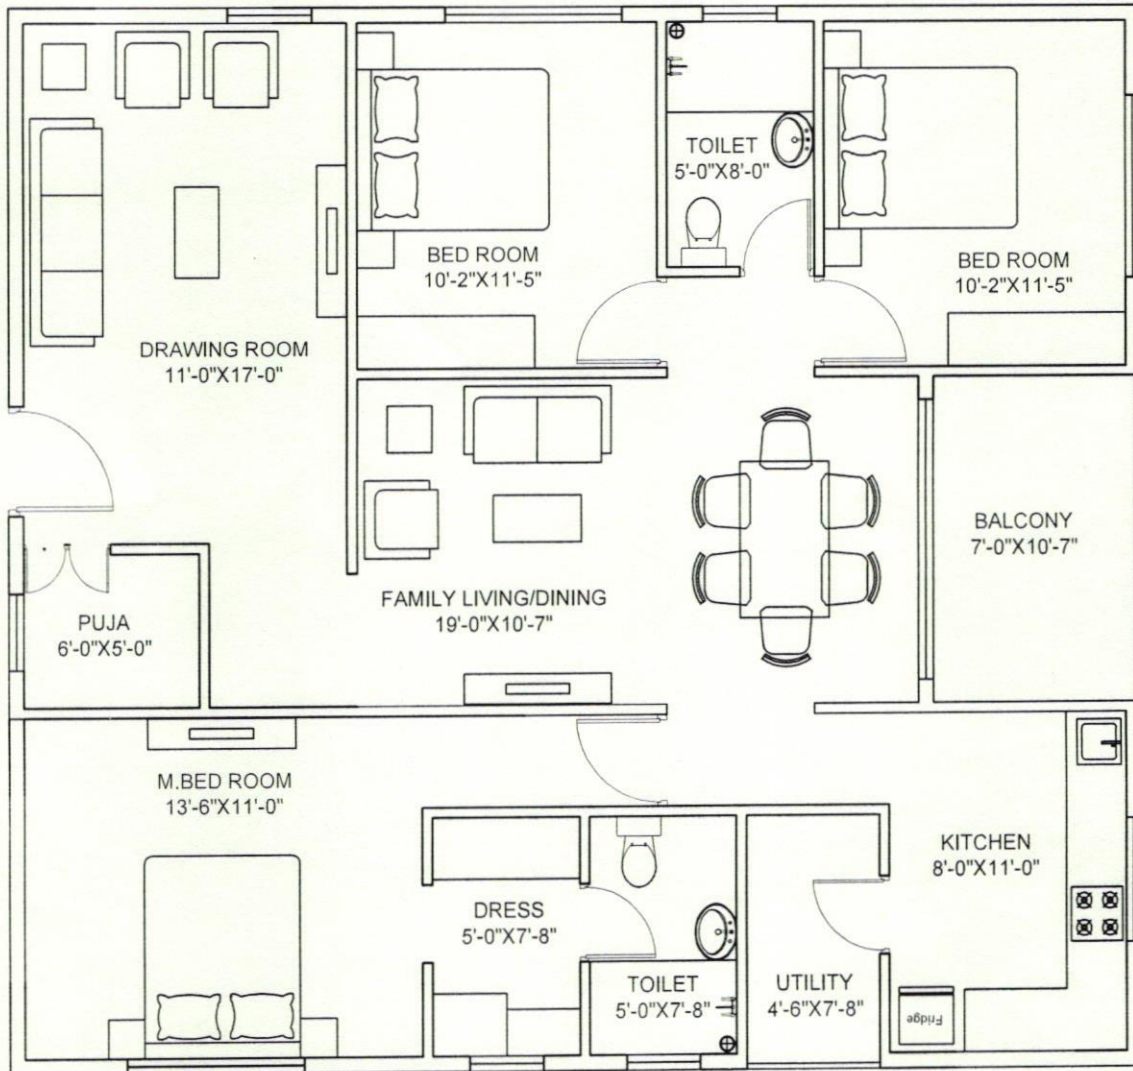 TOILET
5'-0"X8'-0"
BED ROOM
10'-2"X11'-5"
BED ROOM
10'-2"X11'-5"
DRAWING ROOM
11'-0"X17'-0"
BALCONY
7'-0"X10'-7"
FAMILY LIVING/DINING
19'-0"X10'-7"
PUJA
6'-0"X5'-0"
M.BED ROOM
13'-6"X11'-0"
KITCHEN
8'-0"X11'-0"
DRESS
5'-0"X7'-8"
TOILET
5'-0"X7'-8"
UTILITY
4'-6"X7'-8"
Fridge